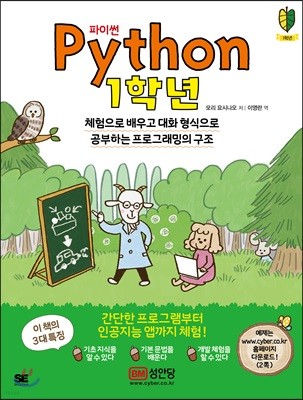 1학년
파이썬
Python
1학년
모리 요시나오 저 | 이영란 역
체험으로 배우고 대화 형식으로
공부하는 프로그래밍의 구조
간단한 프로그램부터
인공지능 앱까지 체험!
이 책의
3대 특징
기초 지식을
알 수 있다
기본 문법을
배운다
개발 체험을
할 수 있다
예제는
www.cyber.co.kr
홈페이지
다운로드!
(2쪽)
SE
SHOEISHA
BM 성안당
www.cyber.co.kr